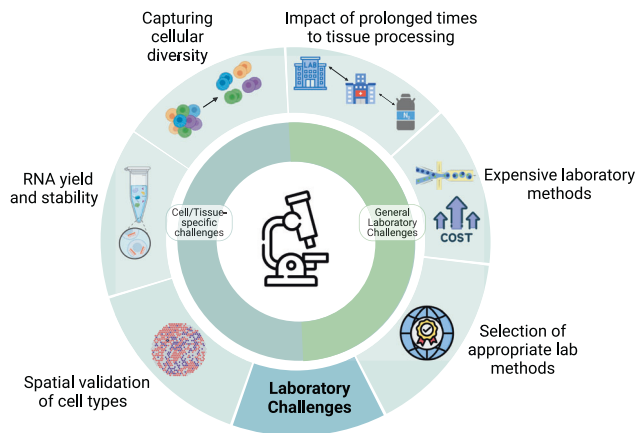 Capturing
cellular
diversity
Impact of prolonged times
to tissue processing
LAB
N₂
RNA yield
and stability
Expensive laboratory
methods
COST
Cell/Tissue-
specific
challenges
General
Laboratory
Challenges
Spatial validation
of cell types
Selection of
appropriate lab
methods
Laboratory
Challenges